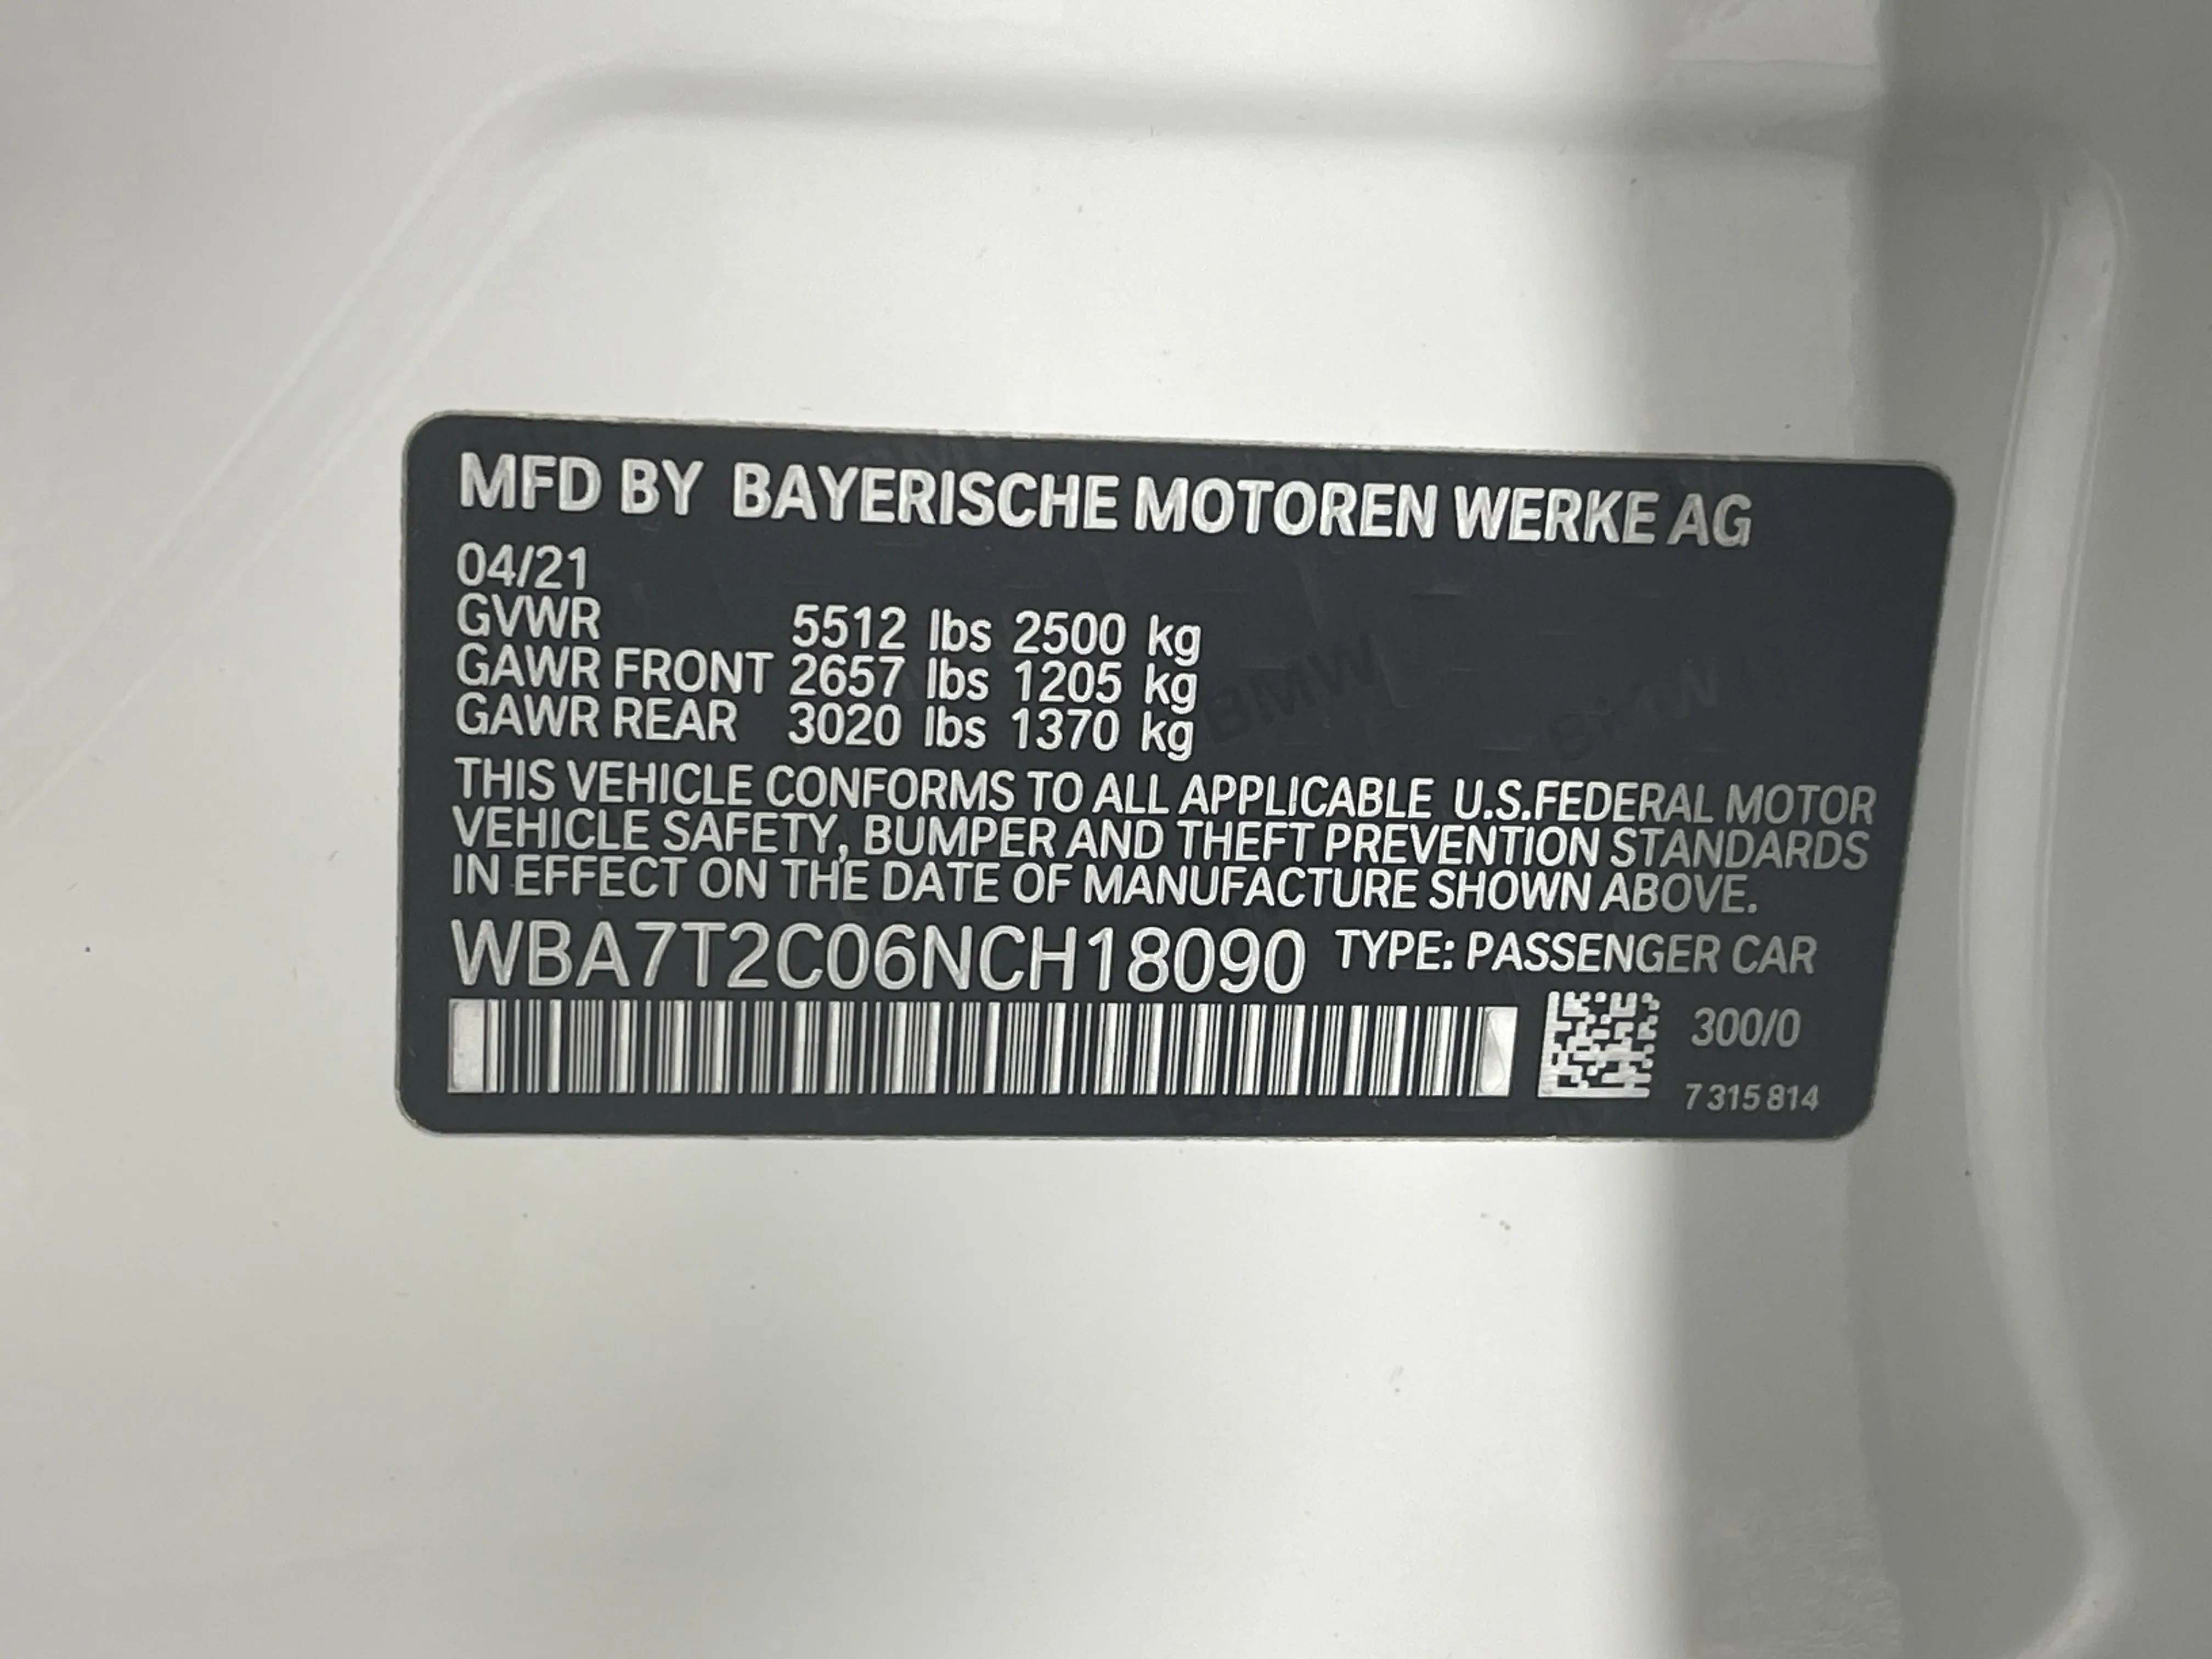 MFD BY BAYERISCHE MOTOREN WERKE AG
04/21
GVWR 5512 lbs 2500 kg
GAWR FRONT 2657 lbs 1205 kg
GAWR REAR 3020 lbs 1370 kg
THIS VEHICLE CONFORMS TO ALL APPLICABLE U.S.FEDERAL MOTOR
VEHICLE SAFETY, BUMPER AND THEFT PREVENTION STANDARDS
IN EFFECT ON THE DATE OF MANUFACTURE SHOWN ABOVE.
WBA7T2C06NCH18090 TYPE: PASSENGER CAR
300/0
7 315 814
BMW
BMW